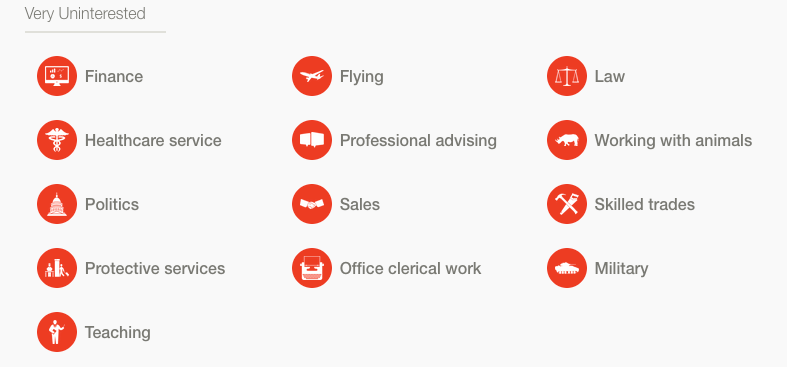 Very Uninterested
Finance
Flying
Law
Healthcare service
Professional advising
Working with animals
Politics
Sales
Skilled trades
Protective services
Office clerical work
Military
Teaching